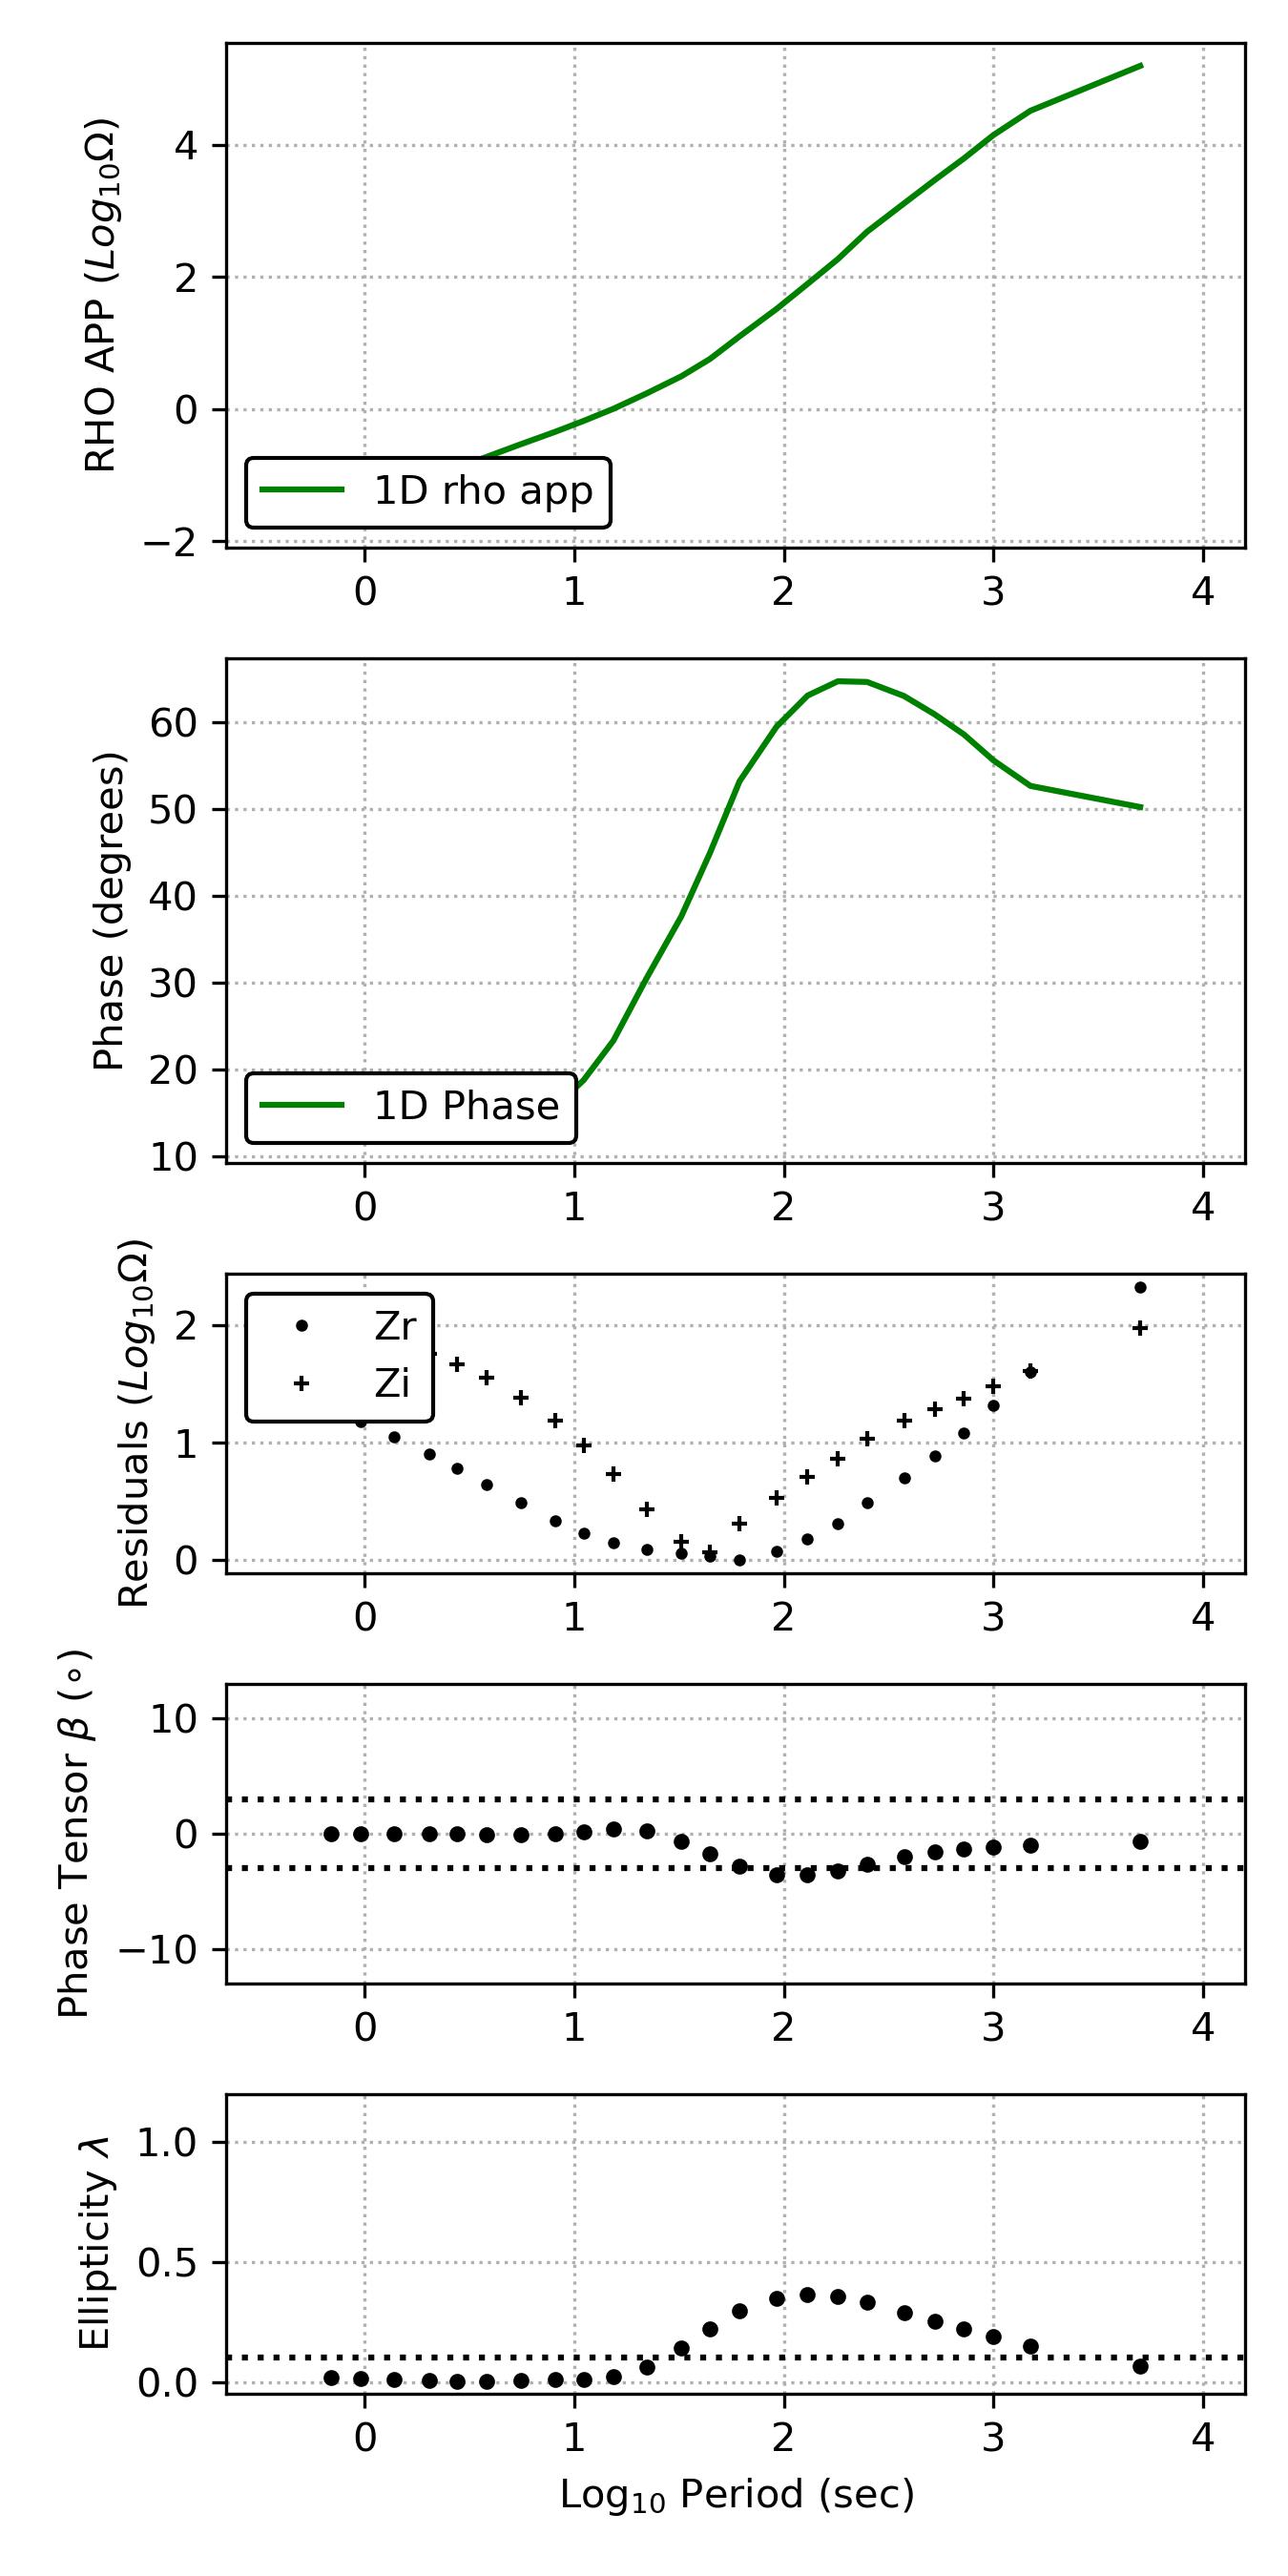 RHO APP (Log₁₀Ω)
4
2
0
−2
1D rho app
0 1 2 3 4
Phase (degrees)
60
50
40
30
20
10
1D Phase
0 1 2 3 4
Residuals (Log₁₀Ω)
2
1
0
Zr
Zi
0 1 2 3 4
Phase Tensor β (∘)
10
0
−10
0 1 2 3 4
Ellipticity λ
1.0
0.5
0.0
0 1 2 3 4
Log₁₀ Period (sec)